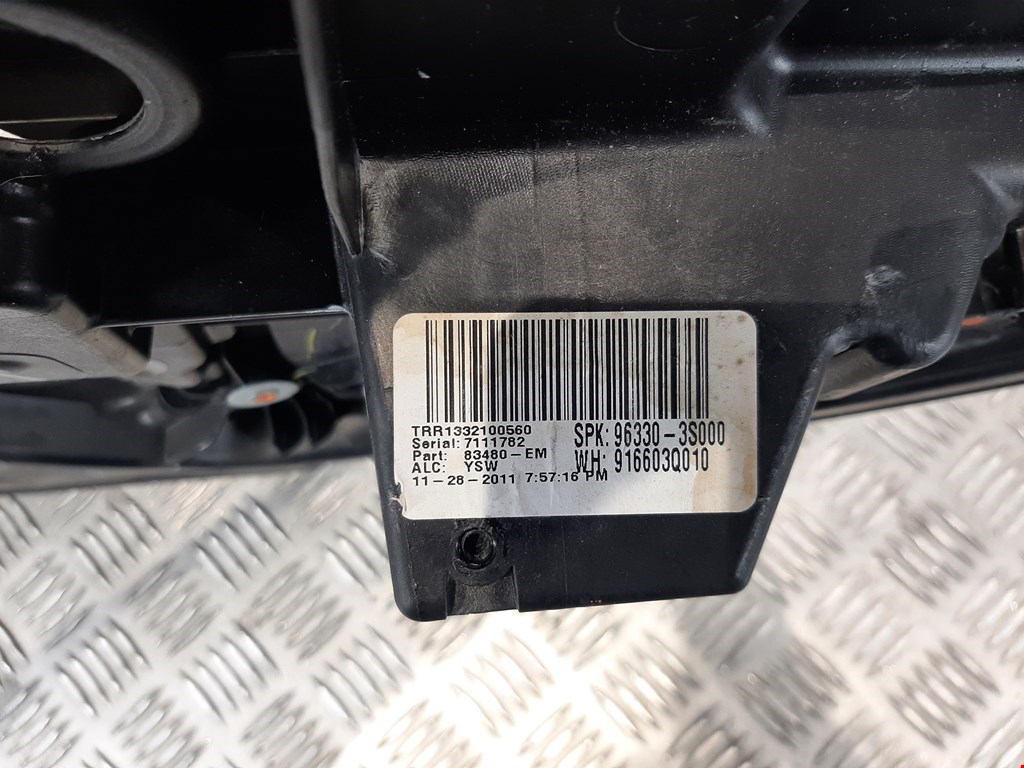 TRR1332100560
Serial: 7111782
Part: 83480-EM
ALC: YSW
11-28-2011 7:57:16 PM
SPK: 96330-3S000
WH: 916603Q010